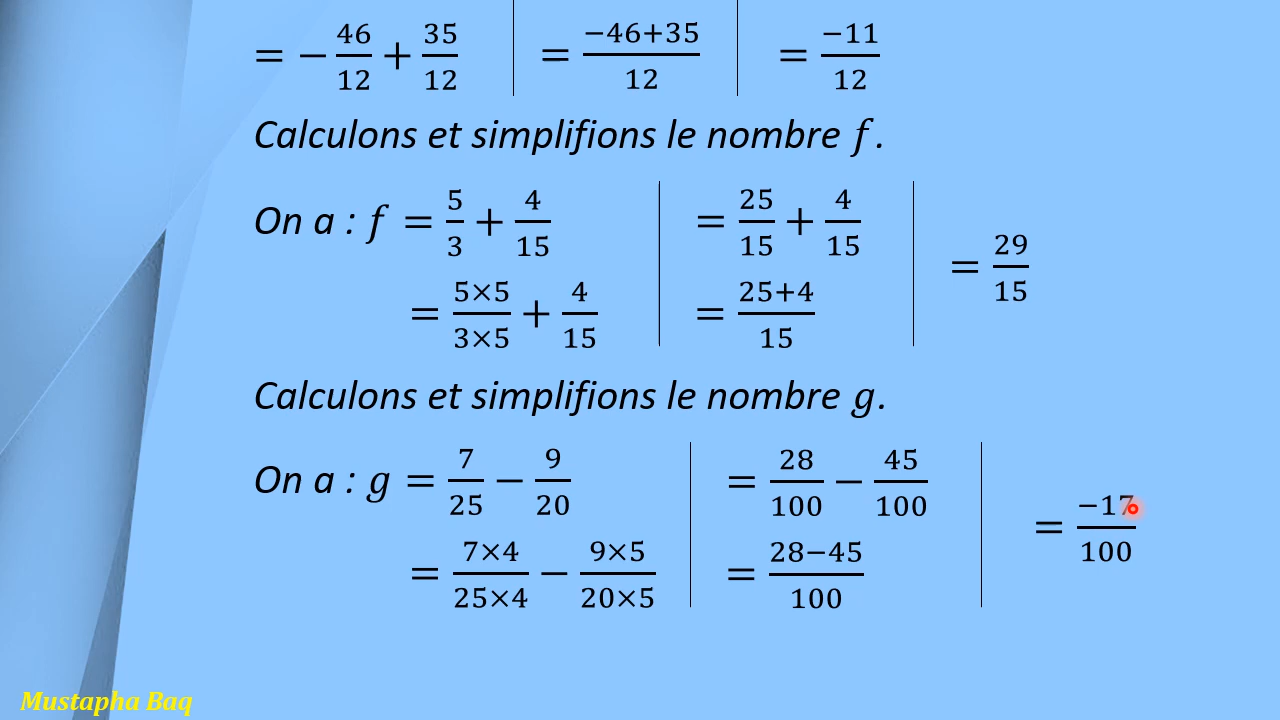 = − 46/12 + 35/12 | = −46+35/12 | = −11/12
Calculons et simplifions le nombre f.
On a : f = 5/3 + 4/15
= 5×5/3×5 + 4/15
= 25/15 + 4/15
= 25+4/15
= 29/15
Calculons et simplifions le nombre g.
On a : g = 7/25 − 9/20
= 7×4/25×4 − 9×5/20×5
= 28/100 − 45/100
= 28−45/100
= −17/100
Mustapha Baq